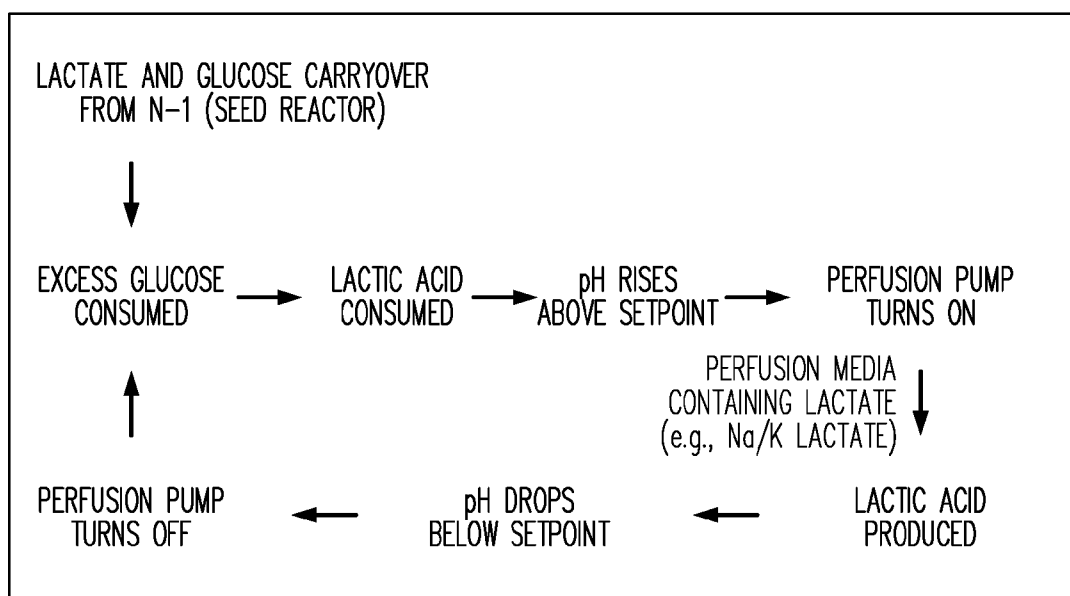 LACTATE AND GLUCOSE CARRYOVER
FROM N-1 (SEED REACTOR)
EXCESS GLUCOSE
CONSUMED
LACTIC ACID
CONSUMED
pH RISES
ABOVE SETPOINT
PERFUSION PUMP
TURNS ON
PERFUSION MEDIA
CONTAINING LACTATE
(e.g., Na/K LACTATE)
LACTIC ACID
PRODUCED
pH DROPS
BELOW SETPOINT
PERFUSION PUMP
TURNS OFF